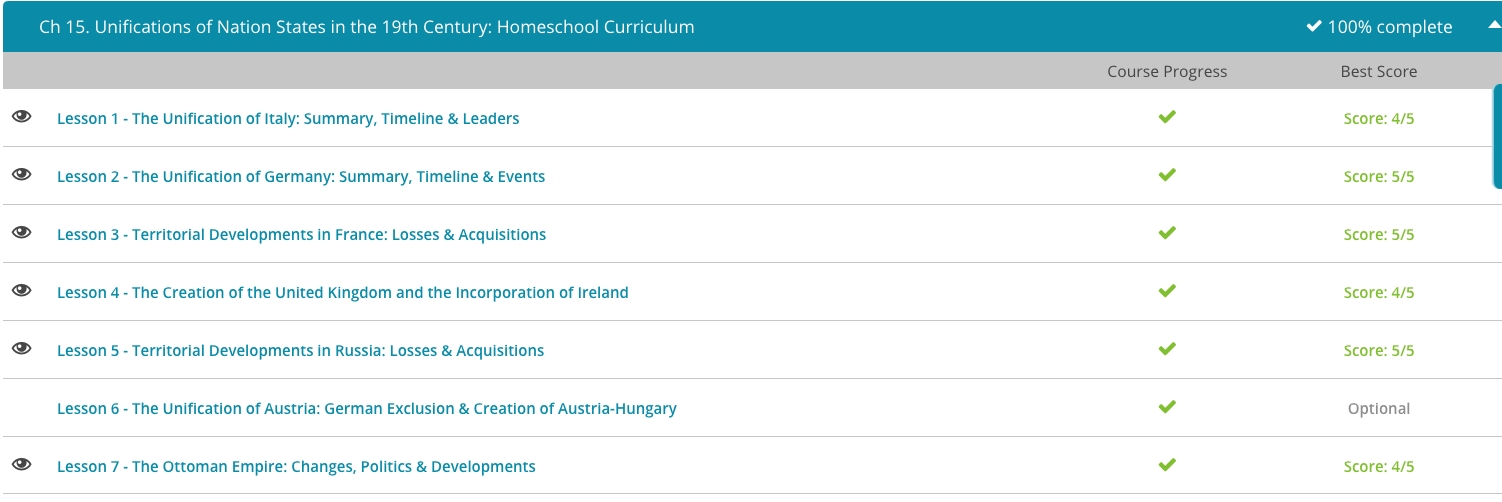 Ch 15. Unifications of Nation States in the 19th Century: Homeschool Curriculum 100% complete
Course Progress Best Score
Lesson 1 - The Unification of Italy: Summary, Timeline & Leaders Score: 4/5
Lesson 2 - The Unification of Germany: Summary, Timeline & Events Score: 5/5
Lesson 3 - Territorial Developments in France: Losses & Acquisitions Score: 5/5
Lesson 4 - The Creation of the United Kingdom and the Incorporation of Ireland Score: 4/5
Lesson 5 - Territorial Developments in Russia: Losses & Acquisitions Score: 5/5
Lesson 6 - The Unification of Austria: German Exclusion & Creation of Austria-Hungary Optional
Lesson 7 - The Ottoman Empire: Changes, Politics & Developments Score: 4/5